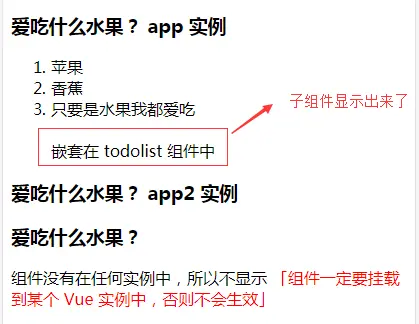 爱吃什么水果？ app 实例
1. 苹果
2. 香蕉
3. 只要是水果我都爱吃
子组件显示出来了
嵌套在 todolist 组件中
爱吃什么水果？ app2 实例
爱吃什么水果？
组件没有在任何实例中，所以不显示 「组件一定要挂载
到某个 Vue 实例中，否则不会生效」